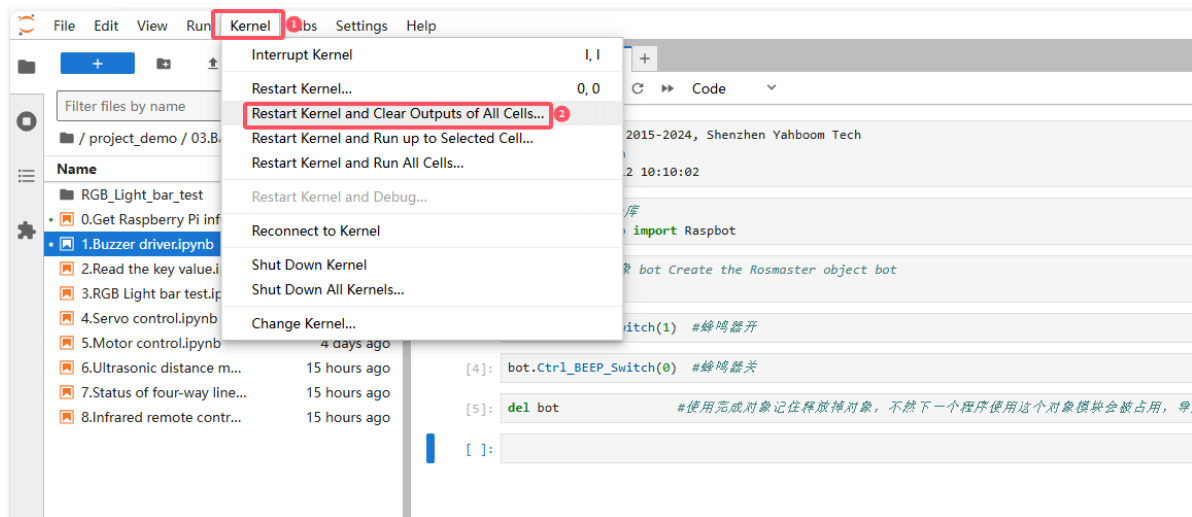 File Edit View Run Kernel 1 bs Settings Help
Interrupt Kernel I, I
Restart Kernel... 0, 0
Restart Kernel and Clear Outputs of All Cells... 2
Restart Kernel and Run up to Selected Cell...
Restart Kernel and Run All Cells...
Restart Kernel and Debug...
Reconnect to Kernel
Shut Down Kernel
Shut Down All Kernels...
Change Kernel...
Filter files by name
/ project_demo / 03.Ba
Name
RGB_Light_bar_test
0.Get Raspberry Pi inf
1.Buzzer driver.ipynb
2.Read the key value.i
3.RGB Light bar test.ip
4.Servo control.ipynb
5.Motor control.ipynb 4 days ago
6.Ultrasonic distance m... 15 hours ago
7.Status of four-way line... 15 hours ago
8.Infrared remote contr... 15 hours ago
Code
2015-2024, Shenzhen Yahboom Tech
2 10:10:02
库
import Raspbot
bot Create the Rosmaster object bot
itch(1) #蜂鸣器开
[4]: bot.Ctrl_BEEP_Switch(0) #蜂鸣器关
[5]: del bot #使用完成对象记住释放掉对象，不然下一个程序使用这个对象模块会被占用，导
[ ]: